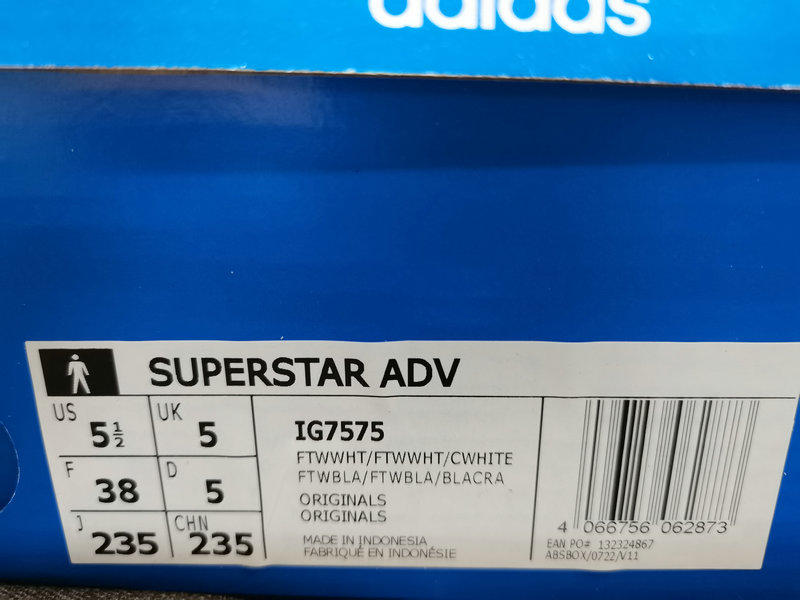 adidas
SUPERSTAR ADV
US 5½ UK 5
F 38 D 5
J 235 CHN 235
IG7575
FTWWHT/FTWWHT/CWHITE
FTWBLA/FTWBLA/BLACRA
ORIGINALS
ORIGINALS
MADE IN INDONESIA
FABRIQUÉ EN INDONÉSIE
4 066756 062873
EAN PO# 132324867
ABSBOX/0722/V11